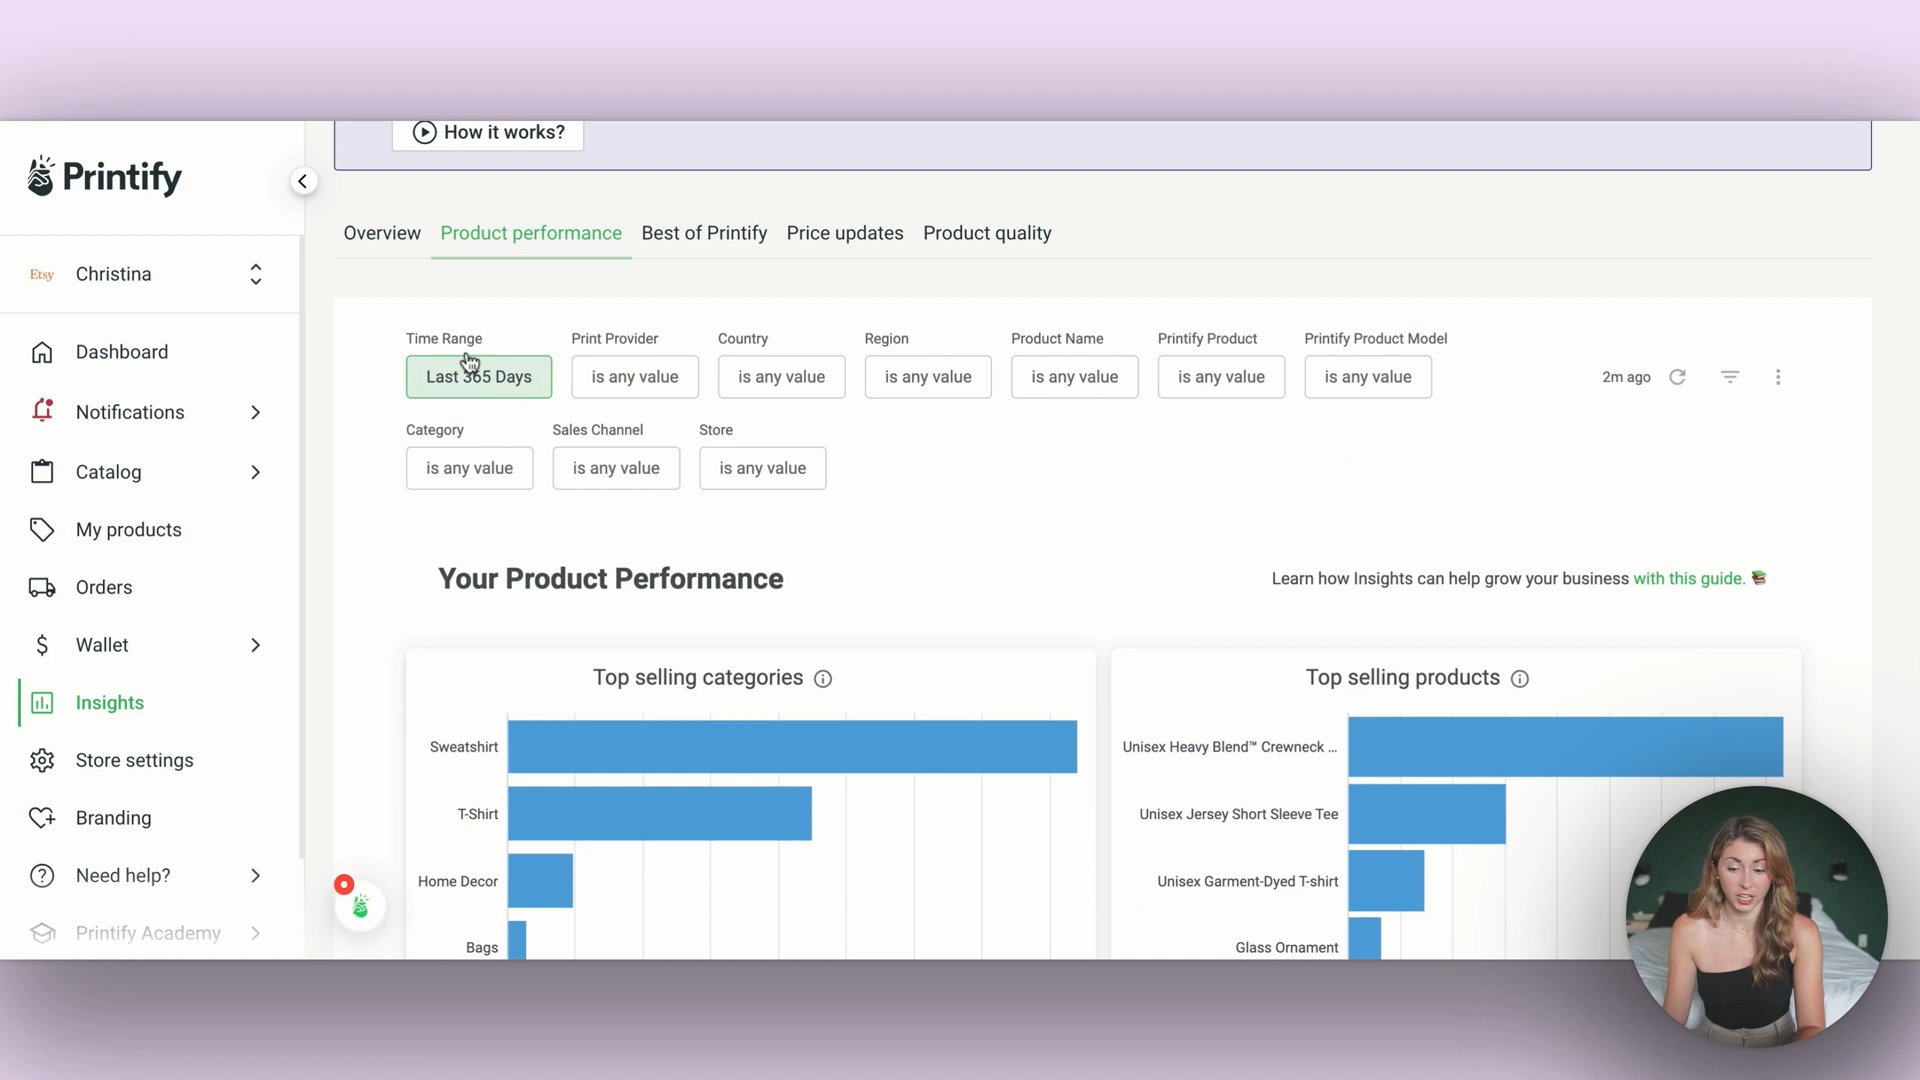 How it works?
Printify
Overview
Product performance
Best of Printify
Price updates
Product quality
Etsy
Christina
Time Range
Print Provider
Country
Region
Product Name
Printify Product
Printify Product Model
Last 365 Days
is any value
is any value
is any value
is any value
is any value
is any value
2m ago
Category
Sales Channel
Store
is any value
is any value
is any value
Dashboard
Notifications
Catalog
My products
Orders
Wallet
Insights
Store settings
Branding
Need help?
Printify Academy
Your Product Performance
Learn how Insights can help grow your business with this guide.
Top selling categories
Sweatshirt
T-Shirt
Home Decor
Bags
Top selling products
Unisex Heavy Blend™ Crewneck ...
Unisex Jersey Short Sleeve Tee
Unisex Garment-Dyed T-shirt
Glass Ornament